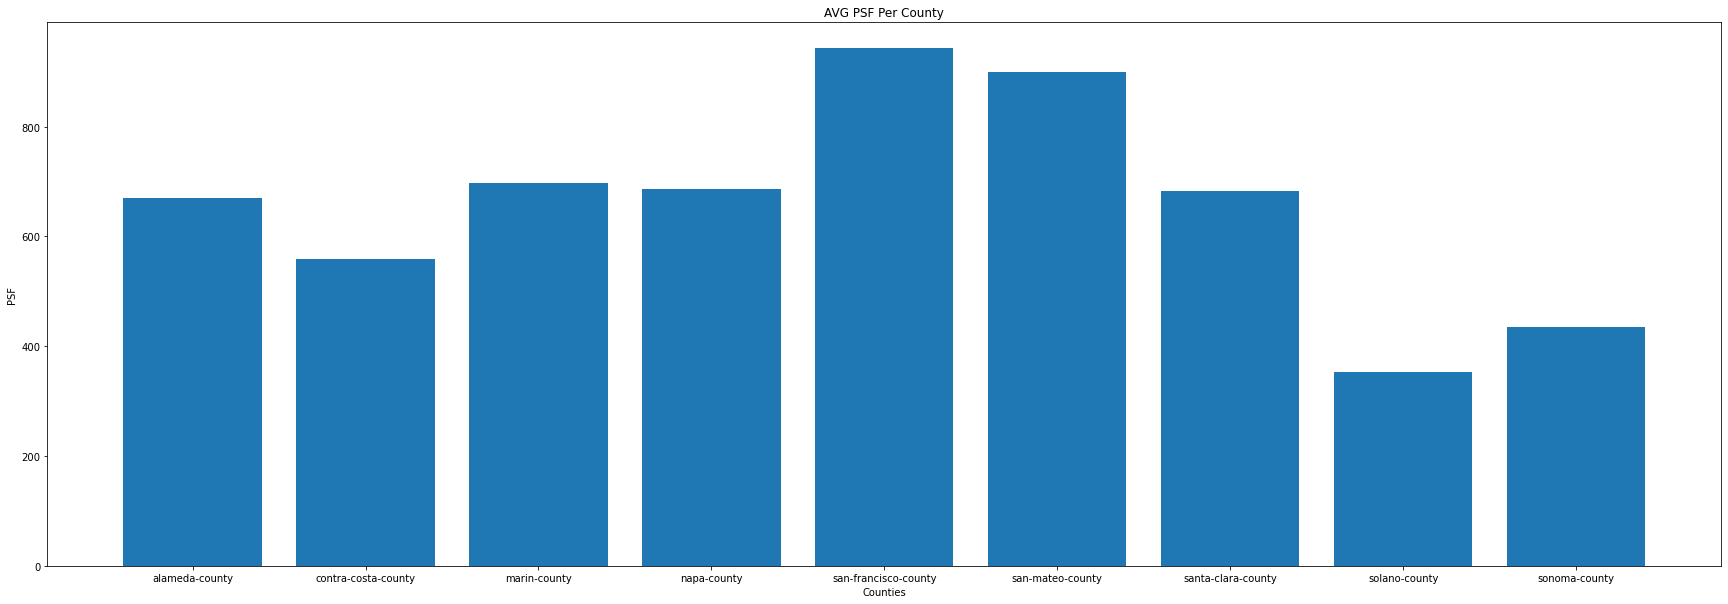 AVG PSF Per County
PSF
800
600
400
200
0
alameda-county
contra-costa-county
marin-county
napa-county
san-francisco-county
san-mateo-county
santa-clara-county
solano-county
sonoma-county
Counties